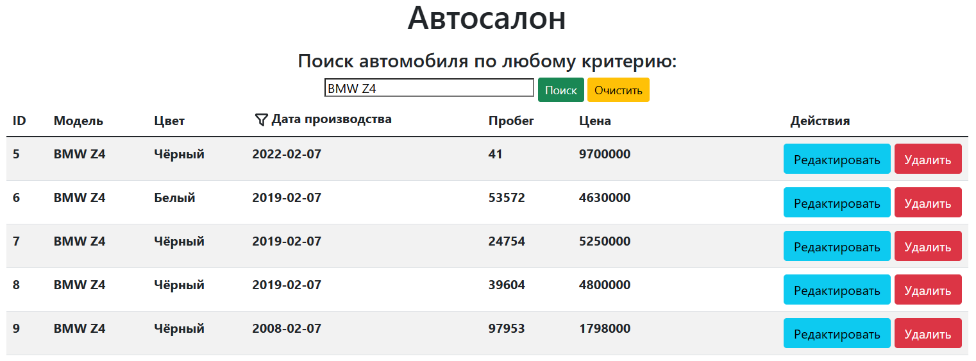 Автосалон
Поиск автомобиля по любому критерию:
BMW Z4 Поиск Очистить
ID Модель Цвет Дата производства Пробег Цена Действия
5 BMW Z4 Чёрный 2022-02-07 41 9700000 Редактировать Удалить
6 BMW Z4 Белый 2019-02-07 53572 4630000 Редактировать Удалить
7 BMW Z4 Чёрный 2019-02-07 24754 5250000 Редактировать Удалить
8 BMW Z4 Чёрный 2019-02-07 39604 4800000 Редактировать Удалить
9 BMW Z4 Чёрный 2008-02-07 97953 1798000 Редактировать Удалить